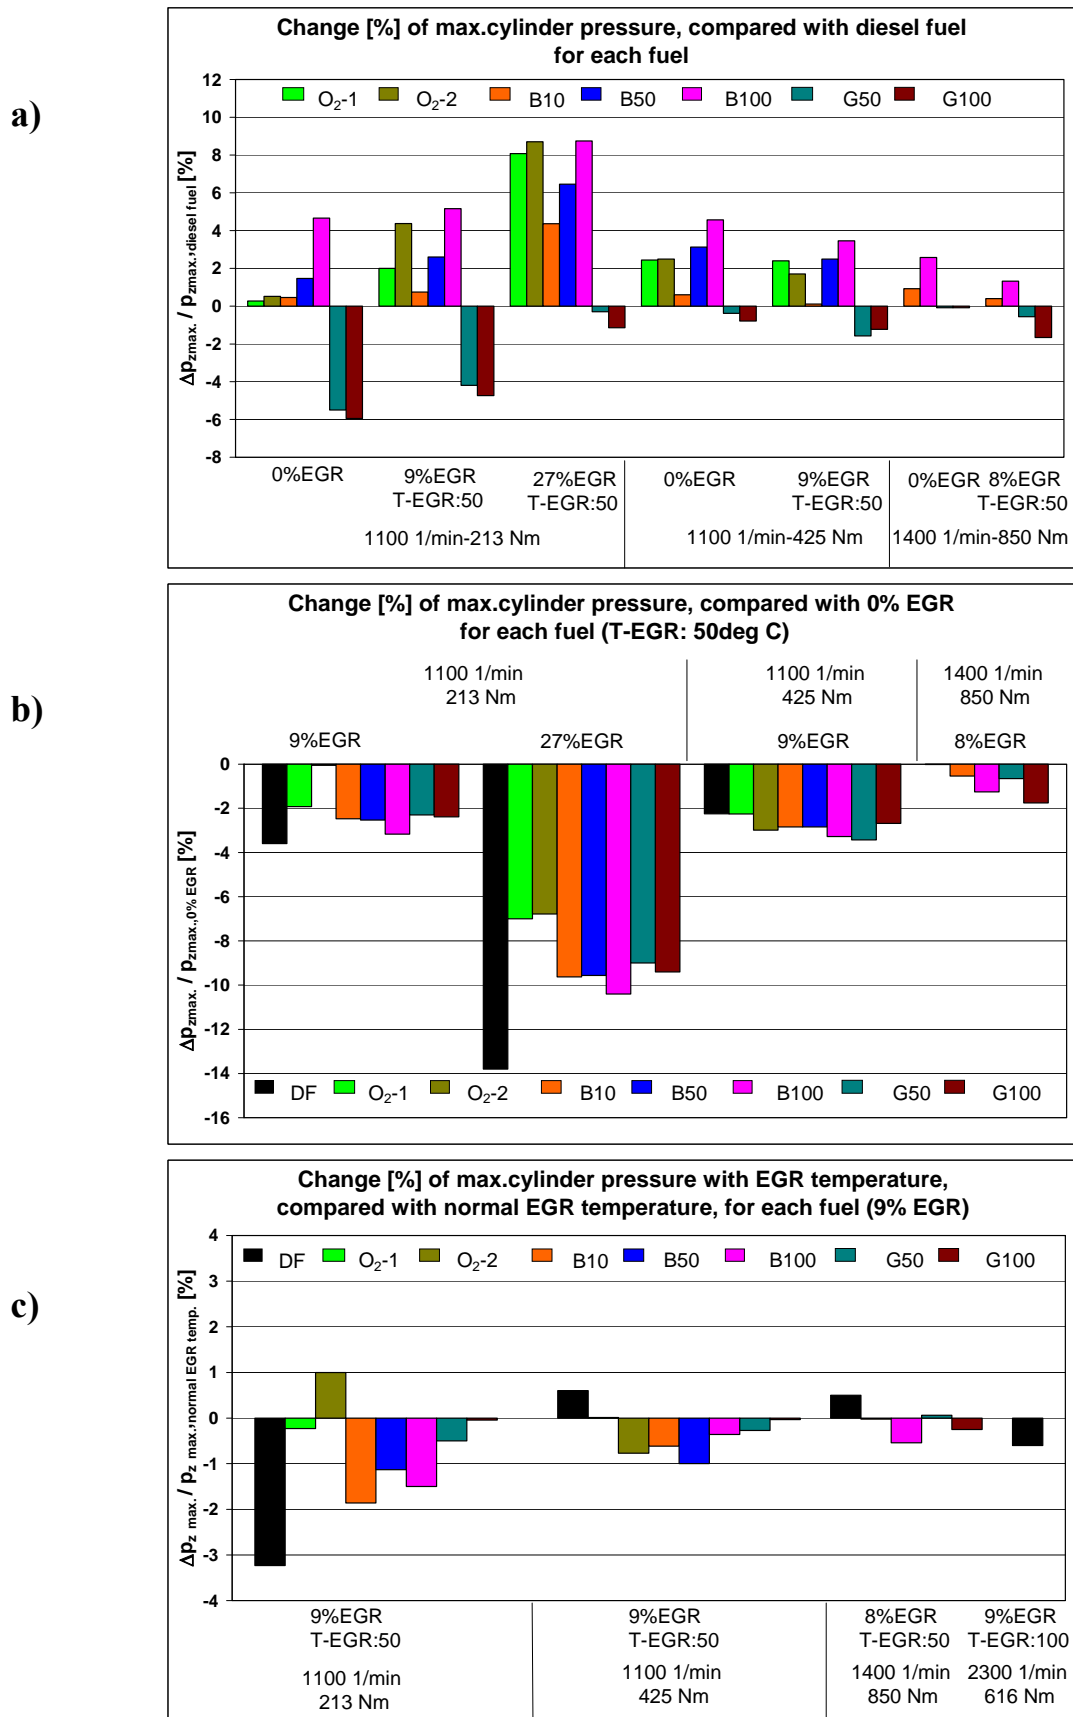 a)
Change [%] of max.cylinder pressure, compared with diesel fuel
for each fuel
Δp_zmax. / p_zmax.,diesel fuel [%]
12
10
8
6
4
2
0
-2
-4
-6
-8
O₂-1 O₂-2 B10 B50 B100 G50 G100
0%EGR 9%EGR 27%EGR 0%EGR 9%EGR 0%EGR 8%EGR
T-EGR:50 T-EGR:50 T-EGR:50 T-EGR:50
1100 1/min-213 Nm 1100 1/min-425 Nm 1400 1/min-850 Nm
b)
Change [%] of max.cylinder pressure, compared with 0% EGR
for each fuel (T-EGR: 50deg C)
1100 1/min 1100 1/min 1400 1/min
213 Nm 425 Nm 850 Nm
9%EGR 27%EGR 9%EGR 8%EGR
Δp_zmax. / p_zmax.,0% EGR [%]
0
-2
-4
-6
-8
-10
-12
-14
-16
DF O₂-1 O₂-2 B10 B50 B100 G50 G100
c)
Change [%] of max.cylinder pressure with EGR temperature,
compared with normal EGR temperature, for each fuel (9% EGR)
Δp_z max. / p_z max.,normal EGR temp. [%]
4
3
2
1
0
-1
-2
-3
-4
DF O₂-1 O₂-2 B10 B50 B100 G50 G100
9%EGR 9%EGR 8%EGR 9%EGR
T-EGR:50 T-EGR:50 T-EGR:50 T-EGR:100
1100 1/min 1100 1/min 1400 1/min 2300 1/min
213 Nm 425 Nm 850 Nm 616 Nm